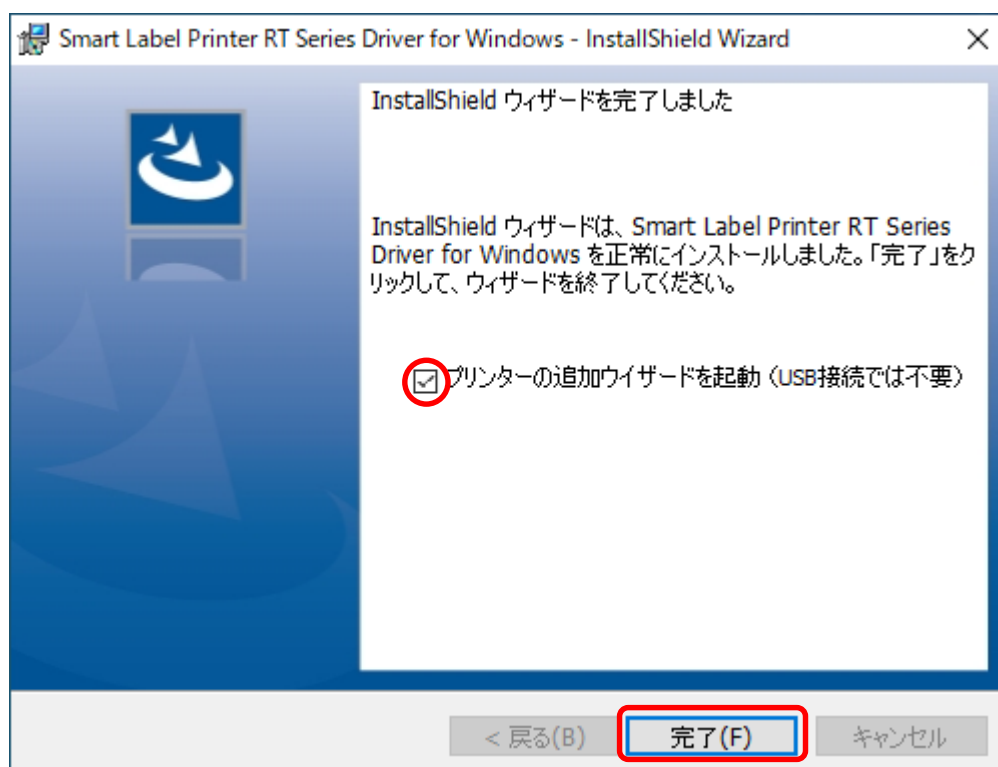 Smart Label Printer RT Series Driver for Windows - InstallShield Wizard
InstallShield ウィザードを完了しました
InstallShield ウィザードは、Smart Label Printer RT Series
Driver for Windows を正常にインストールしました。「完了」をク
リックして、ウィザードを終了してください。
プリンターの追加ウイザードを起動（USB接続では不要）
< 戻る(B)
完了(F)
キャンセル